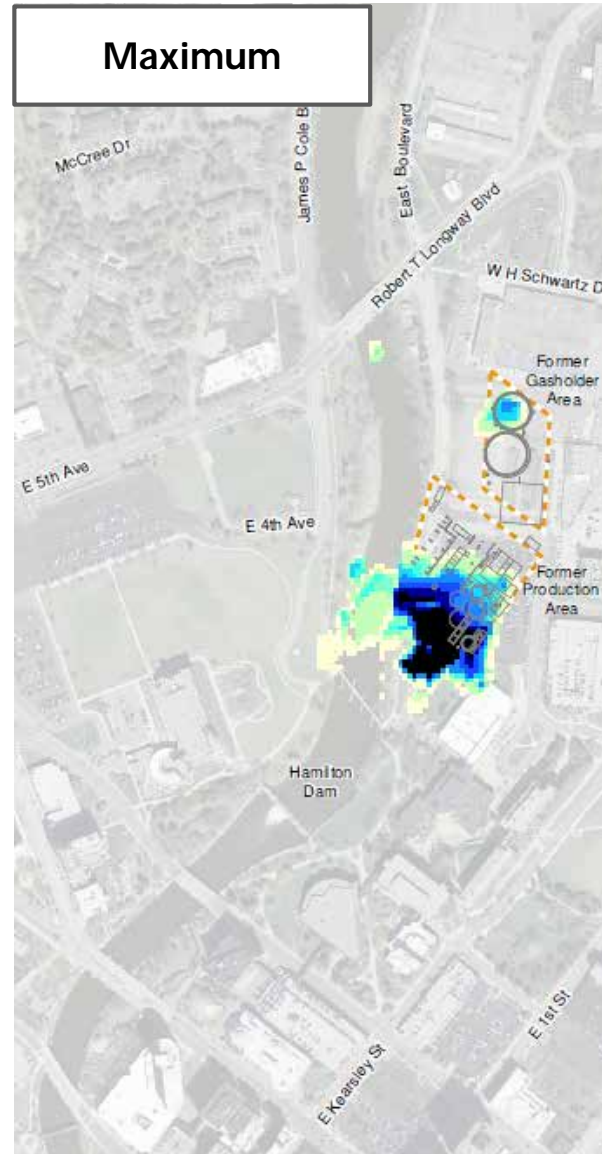 Maximum
McCree Dr
James P Cole B
East Boulevard
Robert T Longway Blvd
W H Schwartz D
Former
Gasholder
Area
E 5th Ave
E 4th Ave
Former
Production
Area
Hamilton
Dam
E 1st St
E Kearsley St